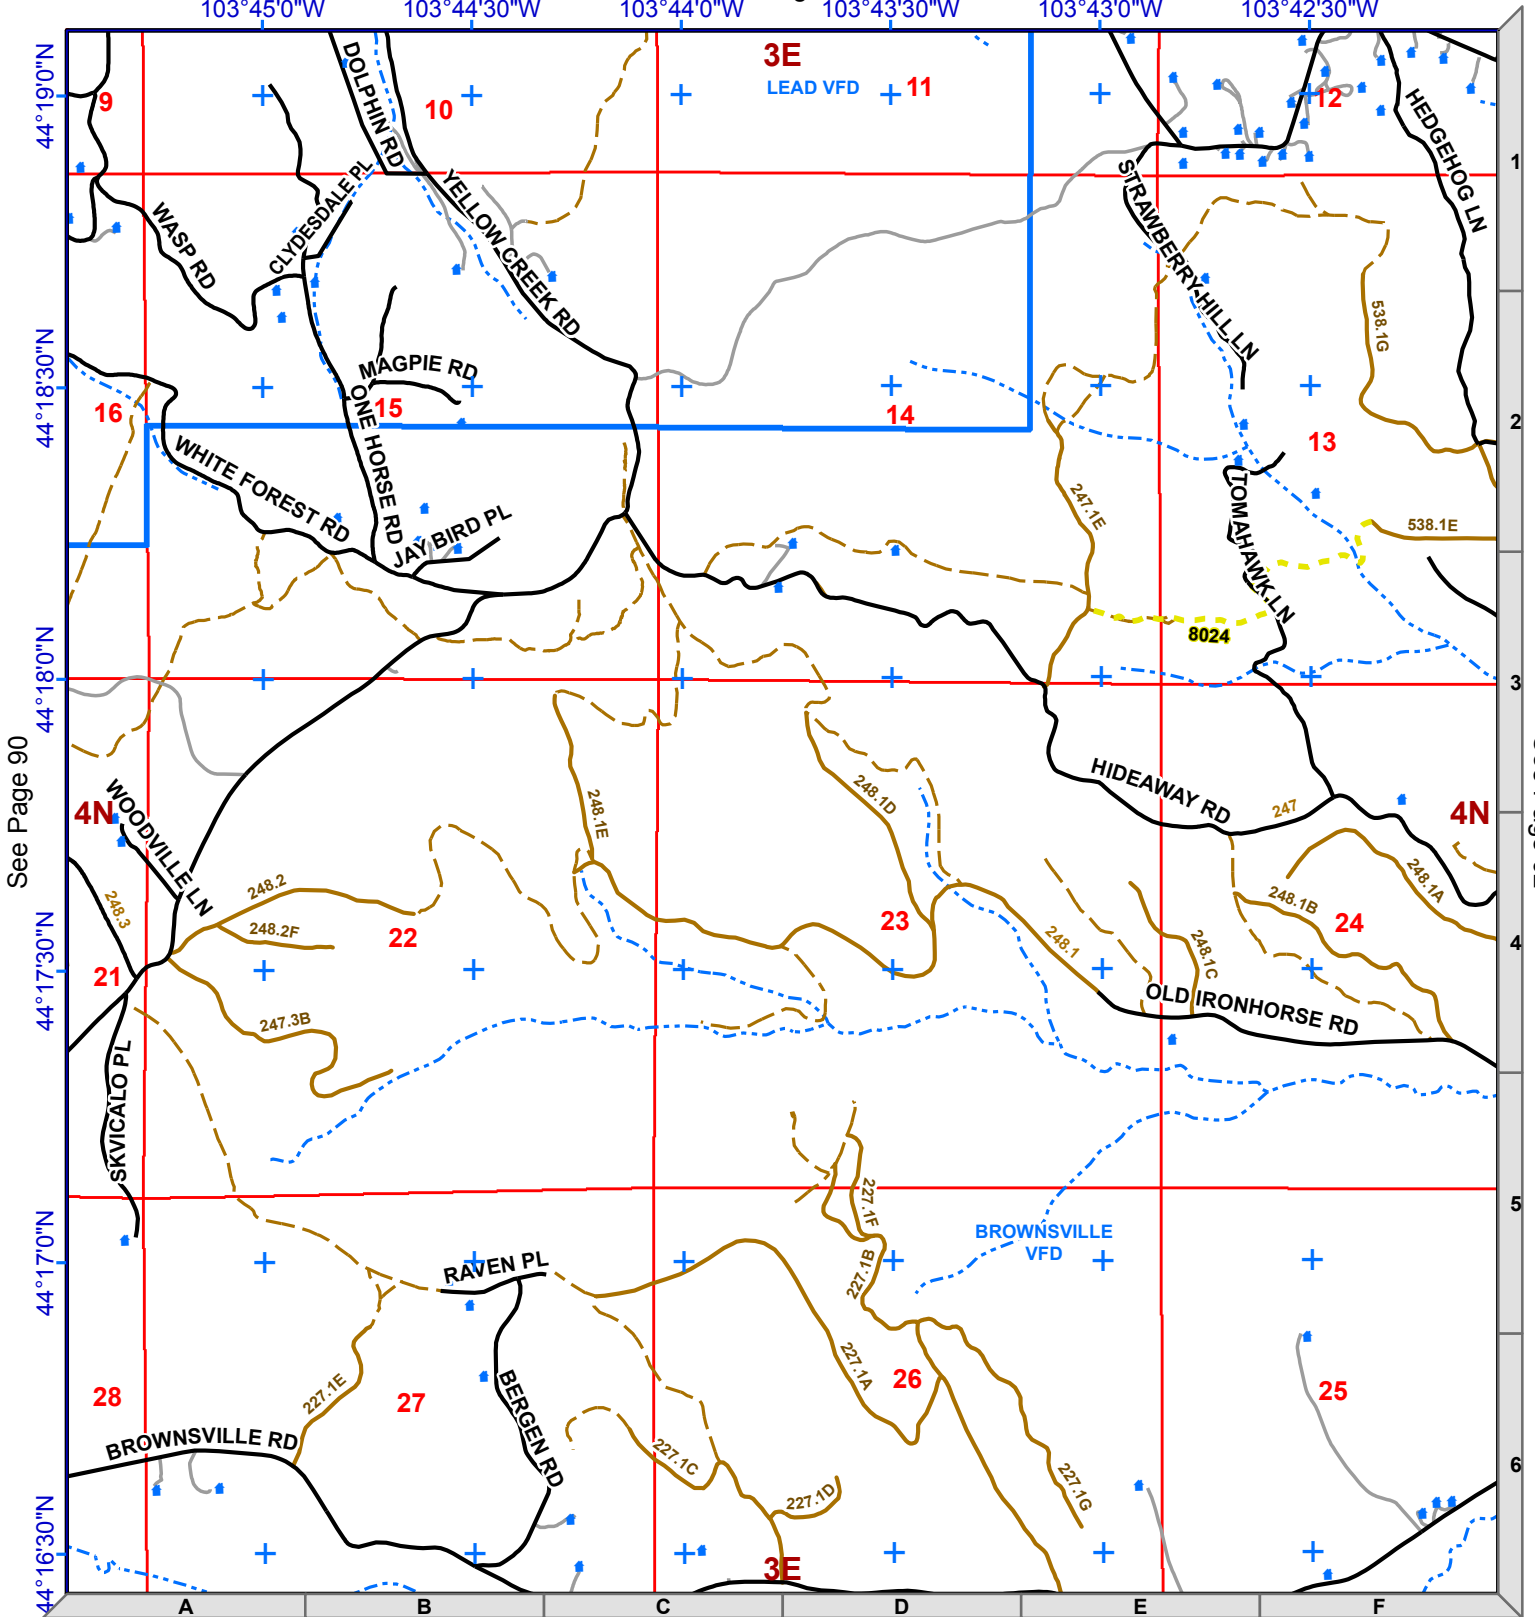 103°45'0"W
103°44'30"W
103°44'0"W
103°43'30"W
103°43'0"W
103°42'30"W
44°19'0"N
44°18'30"N
44°18'0"N
44°17'30"N
44°17'0"N
44°16'30"N
See Page 90
3E
LEAD VFD
9
10
11
12
1
DOLPHIN RD
HEDGEHOG LN
CLYDESDALE PL
YELLOW CREEK RD
STRAWBERRY HILL LN
WASP RD
538.1G
MAGPIE RD
16
15
14
13
2
ONE HORSE RD
WHITE FOREST RD
JAY BIRD PL
247.1E
TOMAHAWK LN
538.1E
8024
3
4N
WOODVILLE LN
248.1E
248.1D
HIDEAWAY RD
247
4N
248.3
248.2
248.2F
22
23
248.1
248.1C
248.1B
248.1A
24
4
21
OLD IRONHORSE RD
247.3B
SKVICALO PL
227.1F
227.1B
BROWNSVILLE
VFD
5
RAVEN PL
227.1E
227.1A
28
27
26
25
BERGEN RD
BROWNSVILLE RD
227.1C
227.1D
227.1G
6
3E
A
B
C
D
E
F